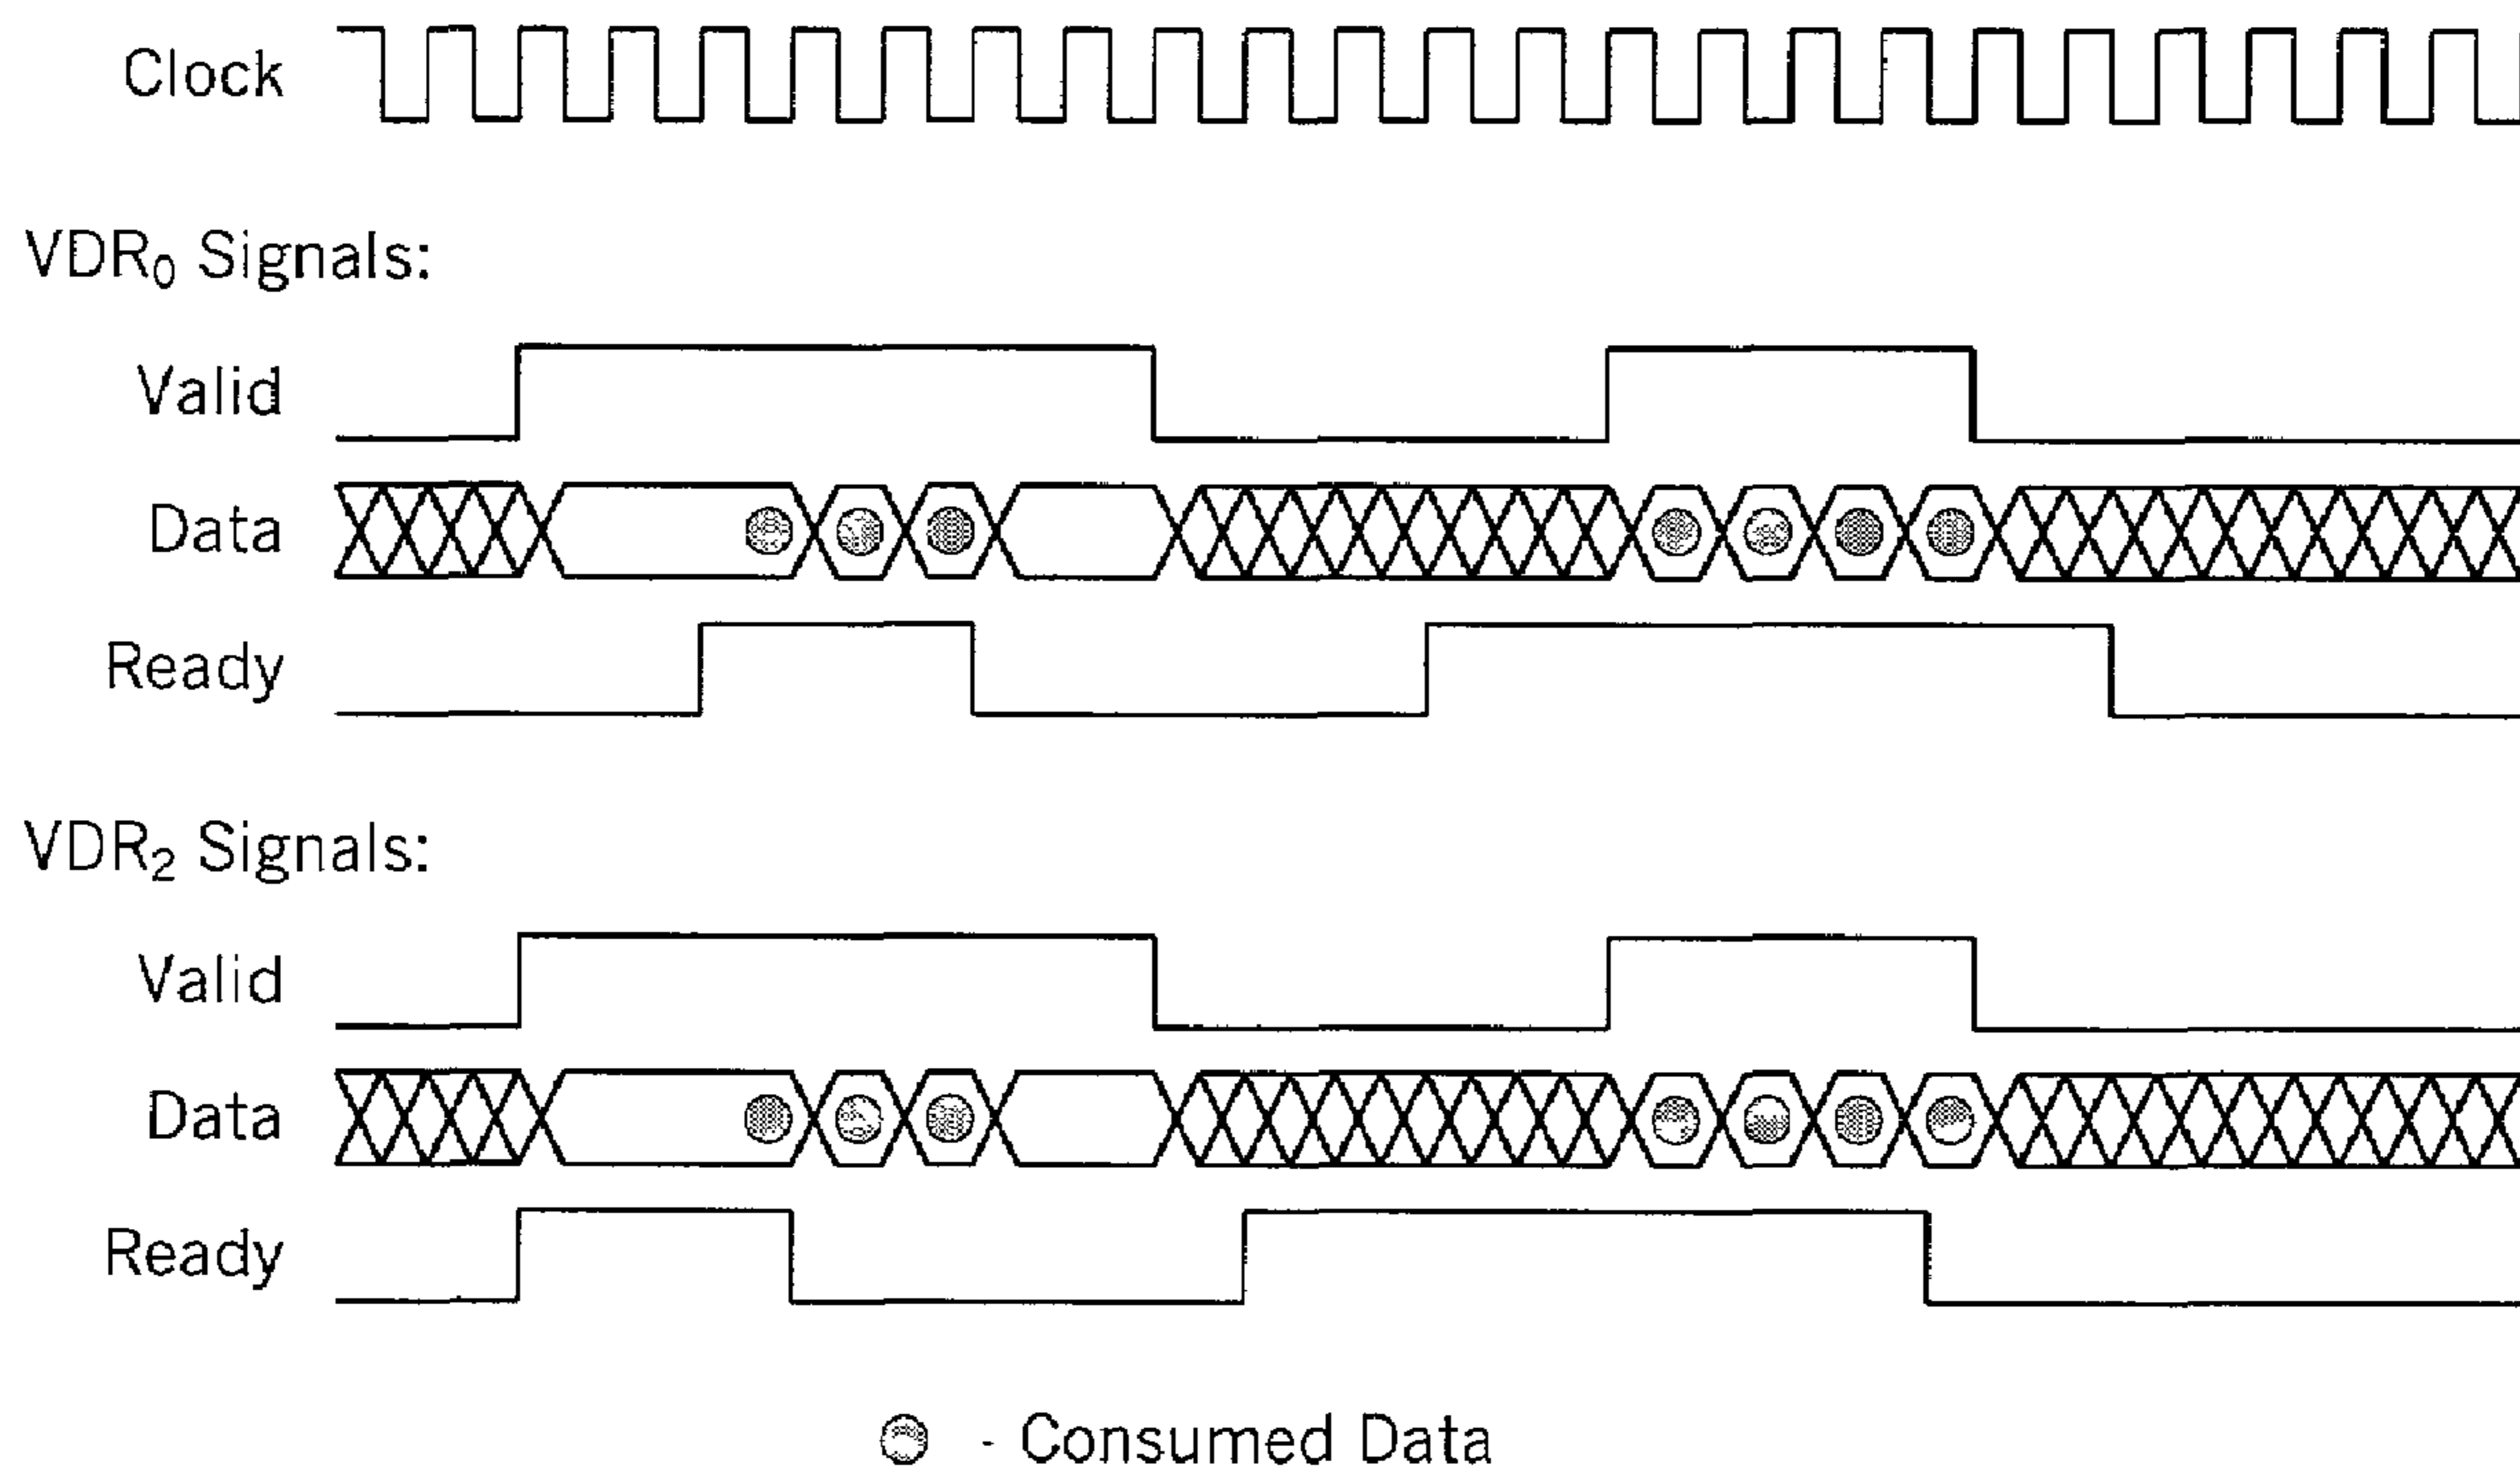 Clock
VDR₀ Signals:
Valid
Data
Ready
VDR₂ Signals:
Valid
Data
Ready
- Consumed Data